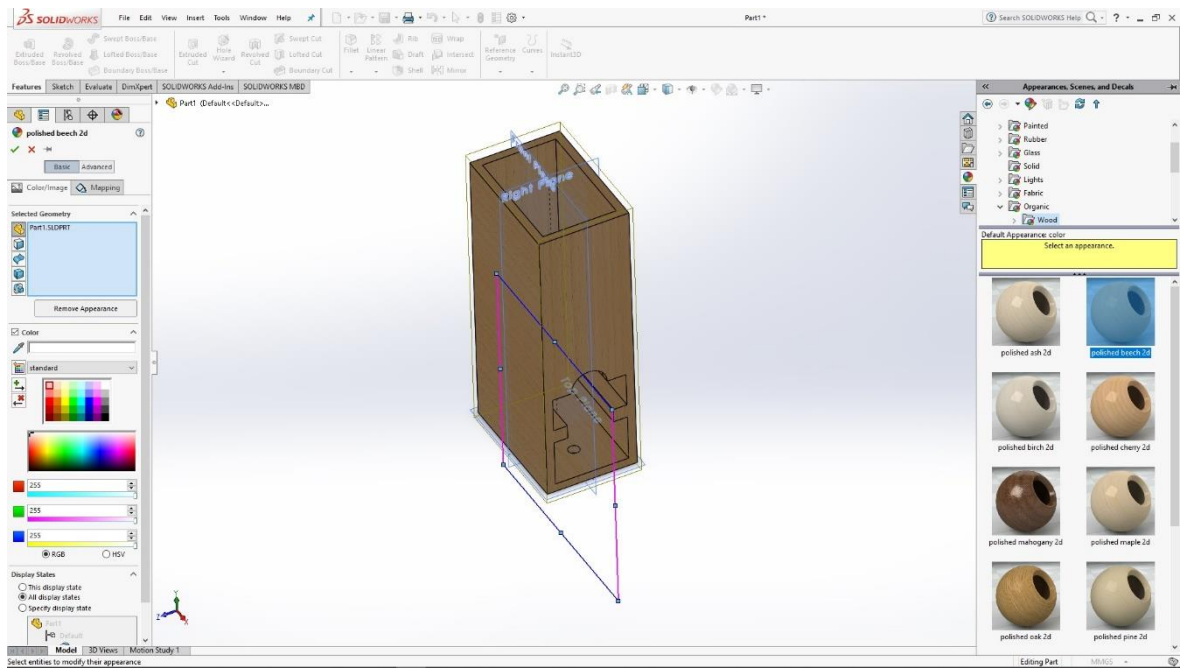 SOLIDWORKS File Edit View Insert Tools Window Help Part1 * Search SOLIDWORKS Help
Extruded Boss/Base Revolved Boss/Base Swept Boss/Base Lofted Boss/Base Boundary Boss/Base Extruded Cut Hole Wizard Revolved Cut Swept Cut Lofted Cut Boundary Cut Fillet Linear Pattern Rib Draft Shell Wrap Intersect Mirror Reference Geometry Curves Instant3D
Features Sketch Evaluate DimXpert SOLIDWORKS Add-Ins SOLIDWORKS MBD
Part1 (Default<<Default>...
polished beech 2d
Basic Advanced
Color/Image Mapping
Selected Geometry
Part1.SLDPRT
Remove Appearance
Color
standard
255
255
255
RGB HSV
Display States
This display state
All display states
Specify display state
Part1
Default
Right Plane
Top Plane
Appearances, Scenes, and Decals
Painted
Rubber
Glass
Solid
Lights
Fabric
Organic
Wood
Default Appearance: color
Select an appearance.
polished ash 2d
polished beech 2d
polished birch 2d
polished cherry 2d
polished mahogany 2d
polished maple 2d
polished oak 2d
polished pine 2d
Model 3D Views Motion Study 1
Select entities to modify their appearance
Editing Part MMGS